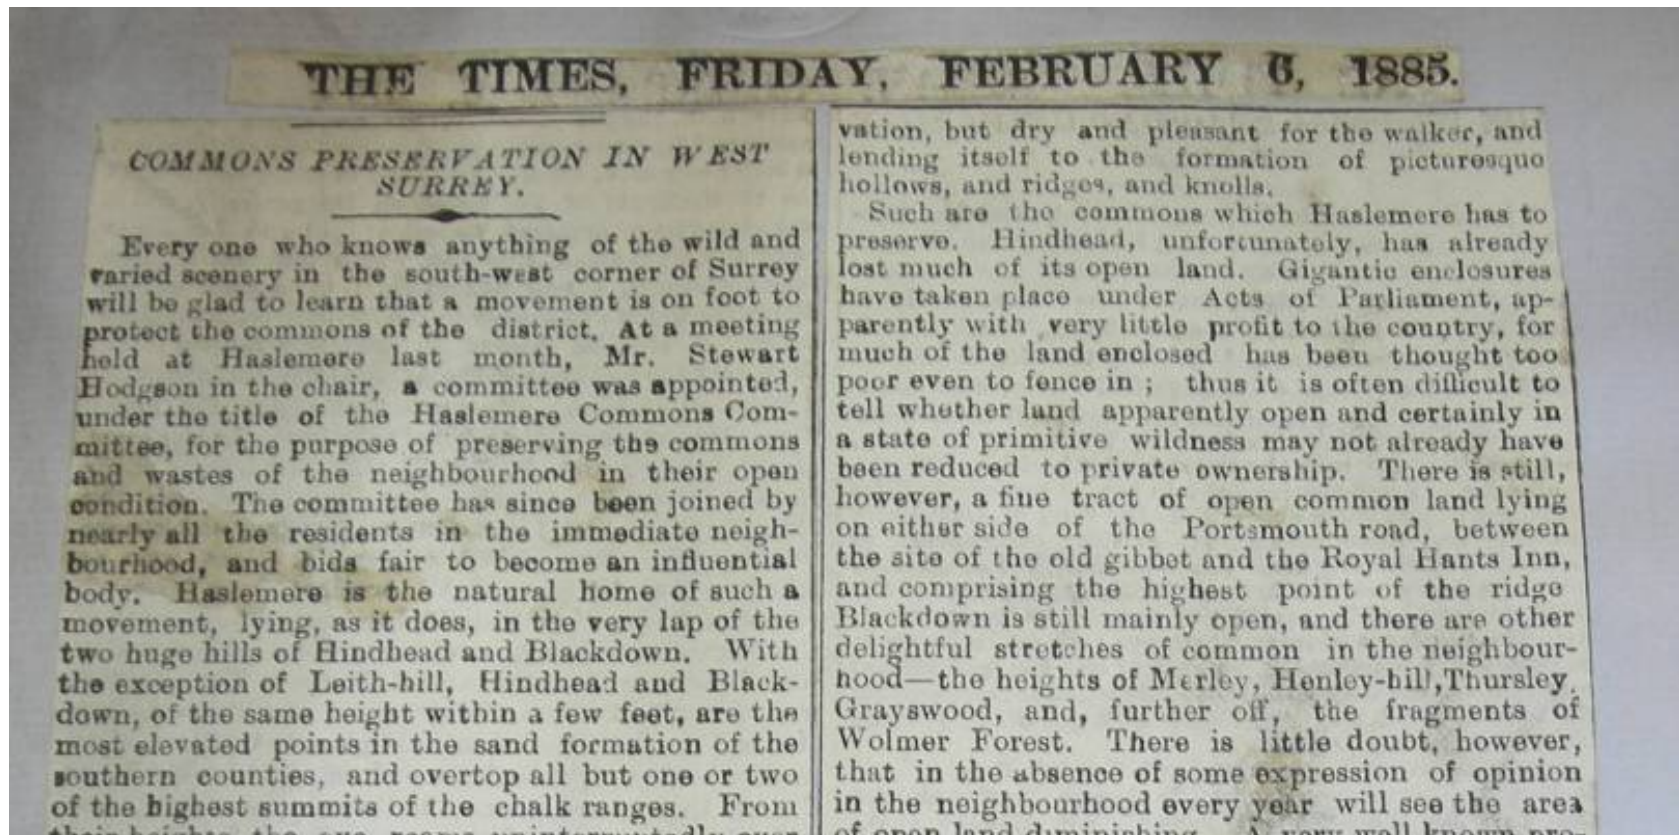 THE TIMES, FRIDAY, FEBRUARY 6, 1885.
COMMONS PRESERVATION IN WEST
SURREY.
Every one who knows anything of the wild and
varied scenery in the south-west corner of Surrey
will be glad to learn that a movement is on foot to
protect the commons of the district. At a meeting
held at Haslemere last month, Mr. Stewart
Hodgson in the chair, a committee was appointed,
under the title of the Haslemere Commons Com-
mittee, for the purpose of preserving the commons
and wastes of the neighbourhood in their open
condition. The committee has since been joined by
nearly all the residents in the immediate neigh-
bourhood, and bids fair to become an influential
body. Haslemere is the natural home of such a
movement, lying, as it does, in the very lap of the
two huge hills of Hindhead and Blackdown. With
the exception of Leith-hill, Hindhead and Black-
down, of the same height within a few feet, are the
most elevated points in the sand formation of the
southern counties, and overtop all but one or two
of the highest summits of the chalk ranges. From
vation, but dry and pleasant for the walker, and
lending itself to the formation of picturesque
hollows, and ridges, and knolls.
Such are the commons which Haslemere has to
preserve. Hindhead, unfortunately, has already
lost much of its open land. Gigantic enclosures
have taken place under Acts of Parliament, ap-
parently with very little profit to the country, for
much of the land enclosed has been thought too
poor even to fence in ; thus it is often difficult to
tell whether land apparently open and certainly in
a state of primitive wildness may not already have
been reduced to private ownership. There is still,
however, a fine tract of open common land lying
on either side of the Portsmouth road, between
the site of the old gibbet and the Royal Hants Inn,
and comprising the highest point of the ridge
Blackdown is still mainly open, and there are other
delightful stretches of common in the neighbour-
hood—the heights of Marley, Henley-hill, Thursley,
Grayswood, and, further off, the fragments of
Wolmer Forest. There is little doubt, however,
that in the absence of some expression of opinion
in the neighbourhood every year will see the area